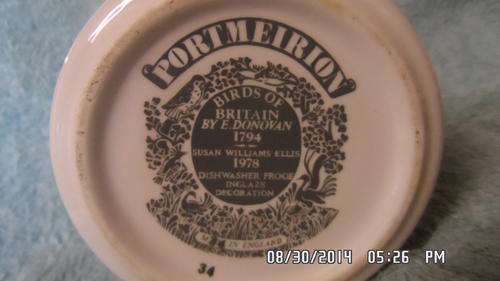 PORTMEIRION
BIRDS OF
BRITAIN
BY E. DONOVAN
1794
SUSAN WILLIAMS ELLIS
1978
DISHWASHER PROOF
INGLAZE
DECORATION
IN ENGLAND
34
08/30/2014 05:26 PM